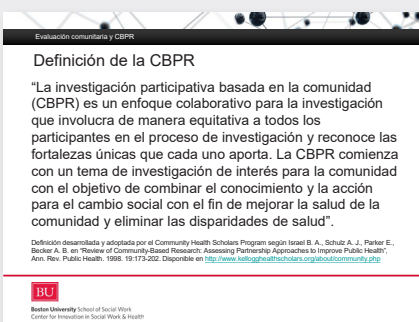 Evaluación comunitaria y CBPR
Definición de la CBPR
“La investigación participativa basada en la comunidad
(CBPR) es un enfoque colaborativo para la investigación
que involucra de manera equitativa a todos los
participantes en el proceso de investigación y reconoce las
fortalezas únicas que cada uno aporta. La CBPR comienza
con un tema de investigación de interés para la comunidad
con el objetivo de combinar el conocimiento y la acción
para el cambio social con el fin de mejorar la salud de la
comunidad y eliminar las disparidades de salud”.
Definición desarrollada y adoptada por el Community Health Scholars Program según Israel B. A., Schulz A. J., Parker E.,
Becker A. B. en “Review of Community-Based Research: Assessing Partnership Approaches to Improve Public Health”,
Ann. Rev. Public Health. 1998. 19:173-202. Disponible en http://www.kellogghealthscholars.org/about/community.php
BU
Boston University School of Social Work
Center for Innovation in Social Work & Health